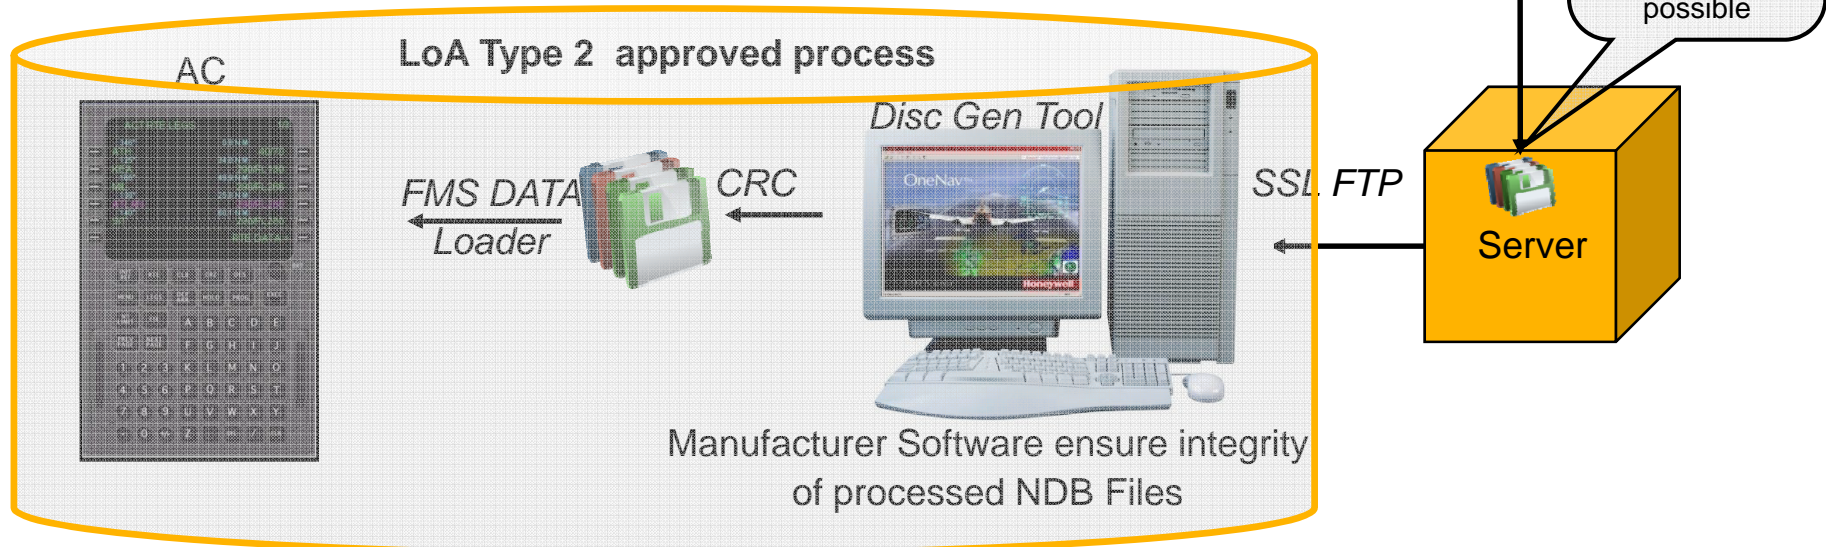 possible
LoA Type 2 approved process
AC
Disc Gen Tool
OneNav
Honeywell
FMS DATA
Loader
CRC
SSL FTP
Server
Manufacturer Software ensure integrity
of processed NDB Files